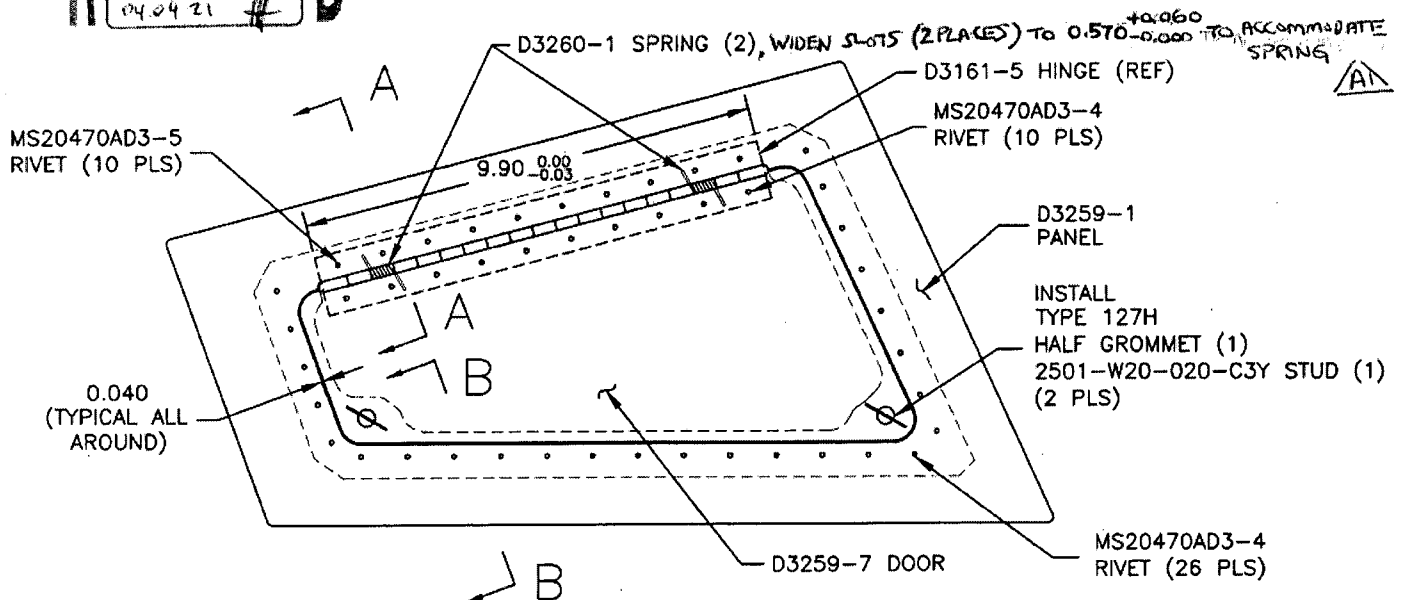 04.04.21
D3260-1 SPRING (2), WIDEN SLOTS (2 PLACES) TO 0.570 +0.060 -0.000 TO ACCOMMODATE
SPRING
A1
A
D3161-5 HINGE (REF)
MS20470AD3-4
RIVET (10 PLS)
MS20470AD3-5
RIVET (10 PLS)
9.90 0.00 -0.03
D3259-1
PANEL
INSTALL
TYPE 127H
HALF GROMMET (1)
2501-W20-020-C3Y STUD (1)
(2 PLS)
A
B
0.040
(TYPICAL ALL
AROUND)
MS20470AD3-4
RIVET (26 PLS)
D3259-7 DOOR
B